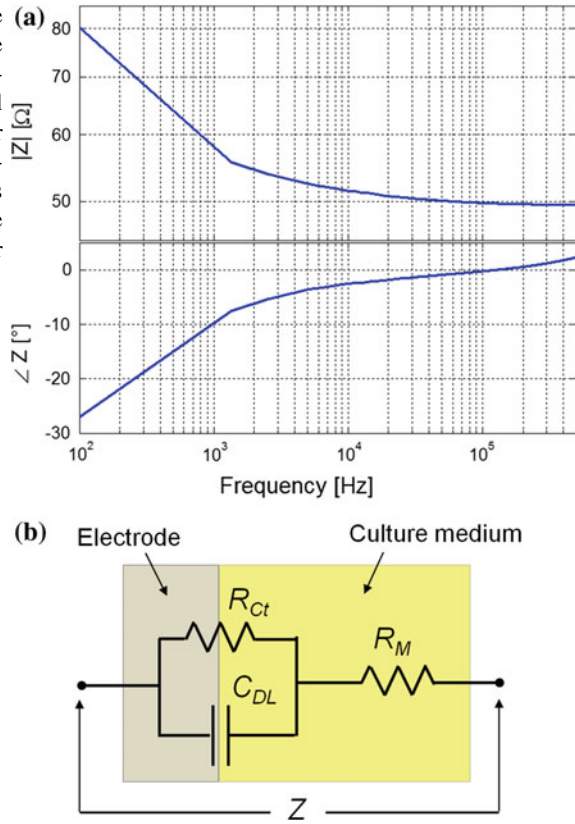 (a)
80
70
60
50
|Z| [Ω]
0
-10
-20
-30
∠ Z [°]
10²
10³
10⁴
10⁵
Frequency [Hz]
(b)
Electrode
Culture medium
R_Ct
R_M
C_DL
Z